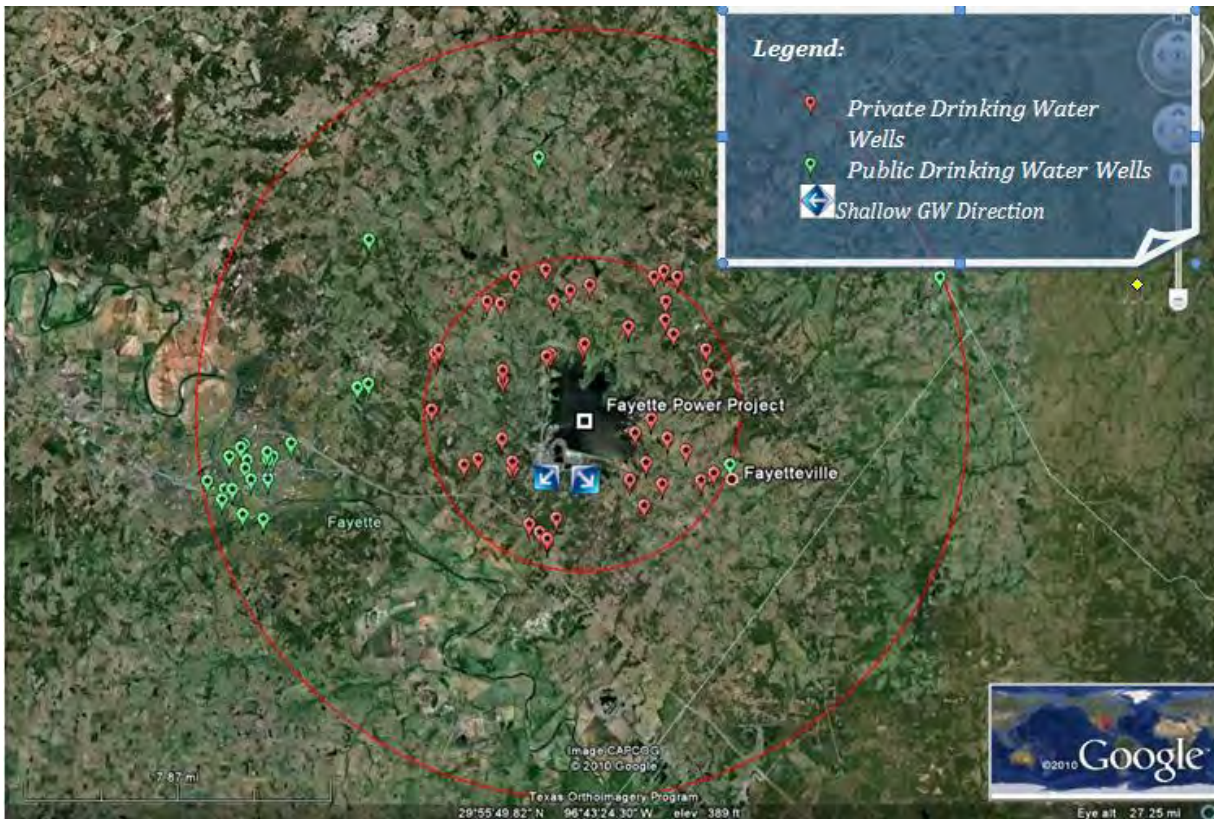 Legend:
Private Drinking Water
Wells
Public Drinking Water Wells
Shallow GW Direction
Fayette Power Project
Fayetteville
Fayette
Image CAPCOG
© 2010 Google
7.87 mi
Texas Orthoimagery Program
29°55'49.82" N 96°43'24.30" W elev 389 ft
©2010 Google
Eye alt 27.25 mi